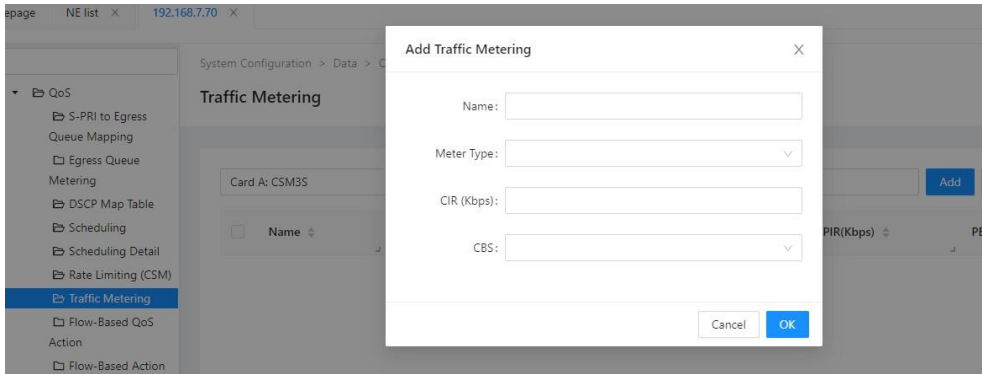 epage NE list × 192.168.7.70 ×
Add Traffic Metering
System Configuration > Data > C
Traffic Metering
QoS
S-PRI to Egress
Queue Mapping
Egress Queue
Metering
DSCP Map Table
Scheduling
Scheduling Detail
Rate Limiting (CSM)
Traffic Metering
Flow-Based QoS
Action
Flow-Based Action
Card A: CSM3S
Add
Name
PIR(Kbps)
PE
Name:
Meter Type:
CIR (Kbps):
CBS:
Cancel OK